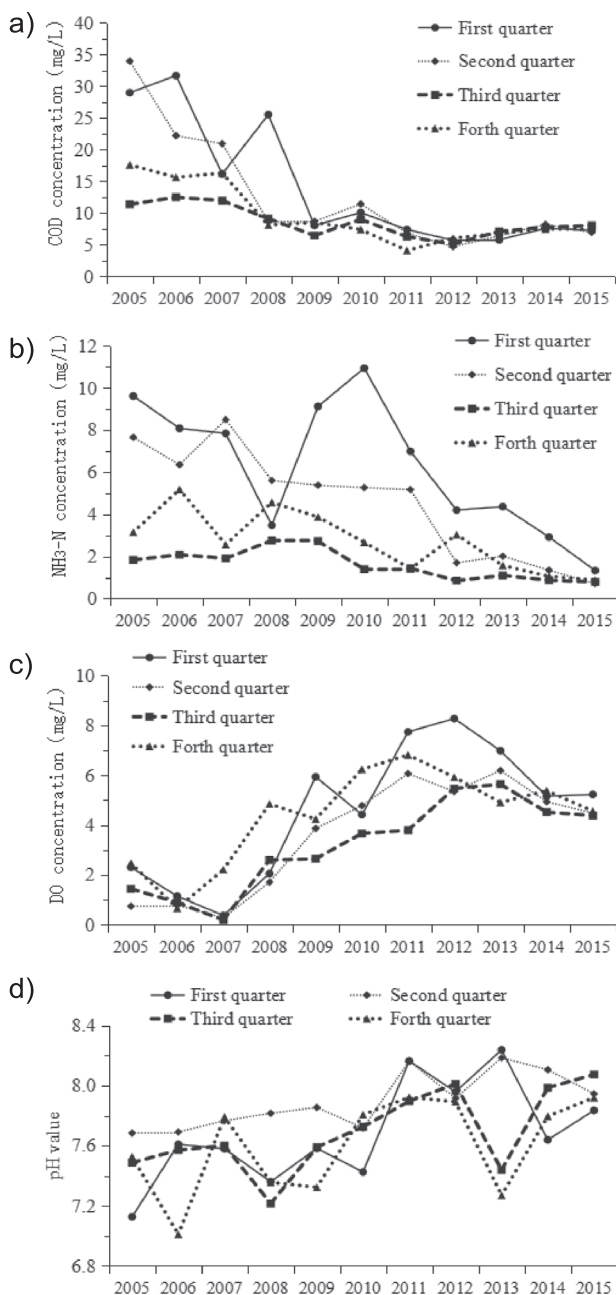 a)
COD concentration (mg/L)
40
35
30
25
20
15
10
5
0
First quarter
Second quarter
Third quarter
Forth quarter
2005 2006 2007 2008 2009 2010 2011 2012 2013 2014 2015
b)
NH3-N concentration (mg/L)
12
10
8
6
4
2
0
First quarter
Second quarter
Third quarter
Forth quarter
2005 2006 2007 2008 2009 2010 2011 2012 2013 2014 2015
c)
DO concentration (mg/L)
10
8
6
4
2
0
First quarter
Second quarter
Third quarter
Forth quarter
2005 2006 2007 2008 2009 2010 2011 2012 2013 2014 2015
d)
First quarter Second quarter
Third quarter Forth quarter
pH value
8.4
8.0
7.6
7.2
6.8
2005 2006 2007 2008 2009 2010 2011 2012 2013 2014 2015